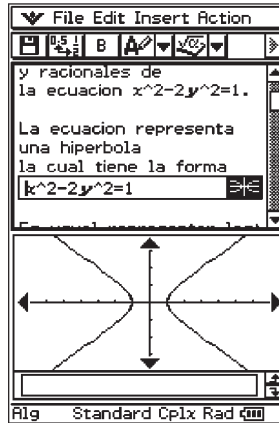 File Edit Insert Action
B
y racionales de
la ecuacion x^2-2y^2=1.
La ecuacion representa
una hiperbola
la cual tiene la forma
x^2-2y^2=1
Alg Standard Cplx Rad